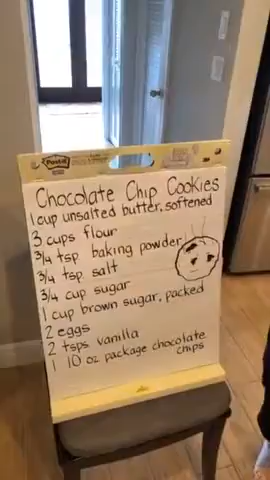 Post-it
Chocolate Chip Cookies
1 cup unsalted butter, softened
3 cups flour
3/4 tsp baking powder
3/4 tsp salt
3/4 cup sugar
1 cup brown sugar, packed
2 eggs
2 tsps vanilla
1 10 oz package chocolate
chips